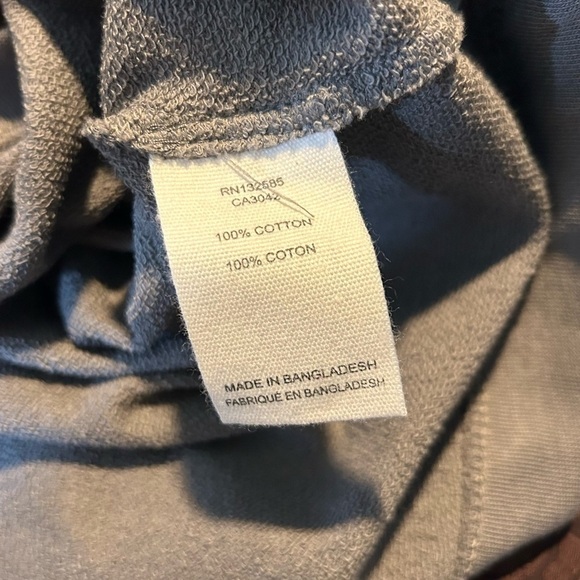 RN132585
CA3042
100% COTTON
100% COTON
MADE IN BANGLADESH
FABRIQUÉ EN BANGLADESH